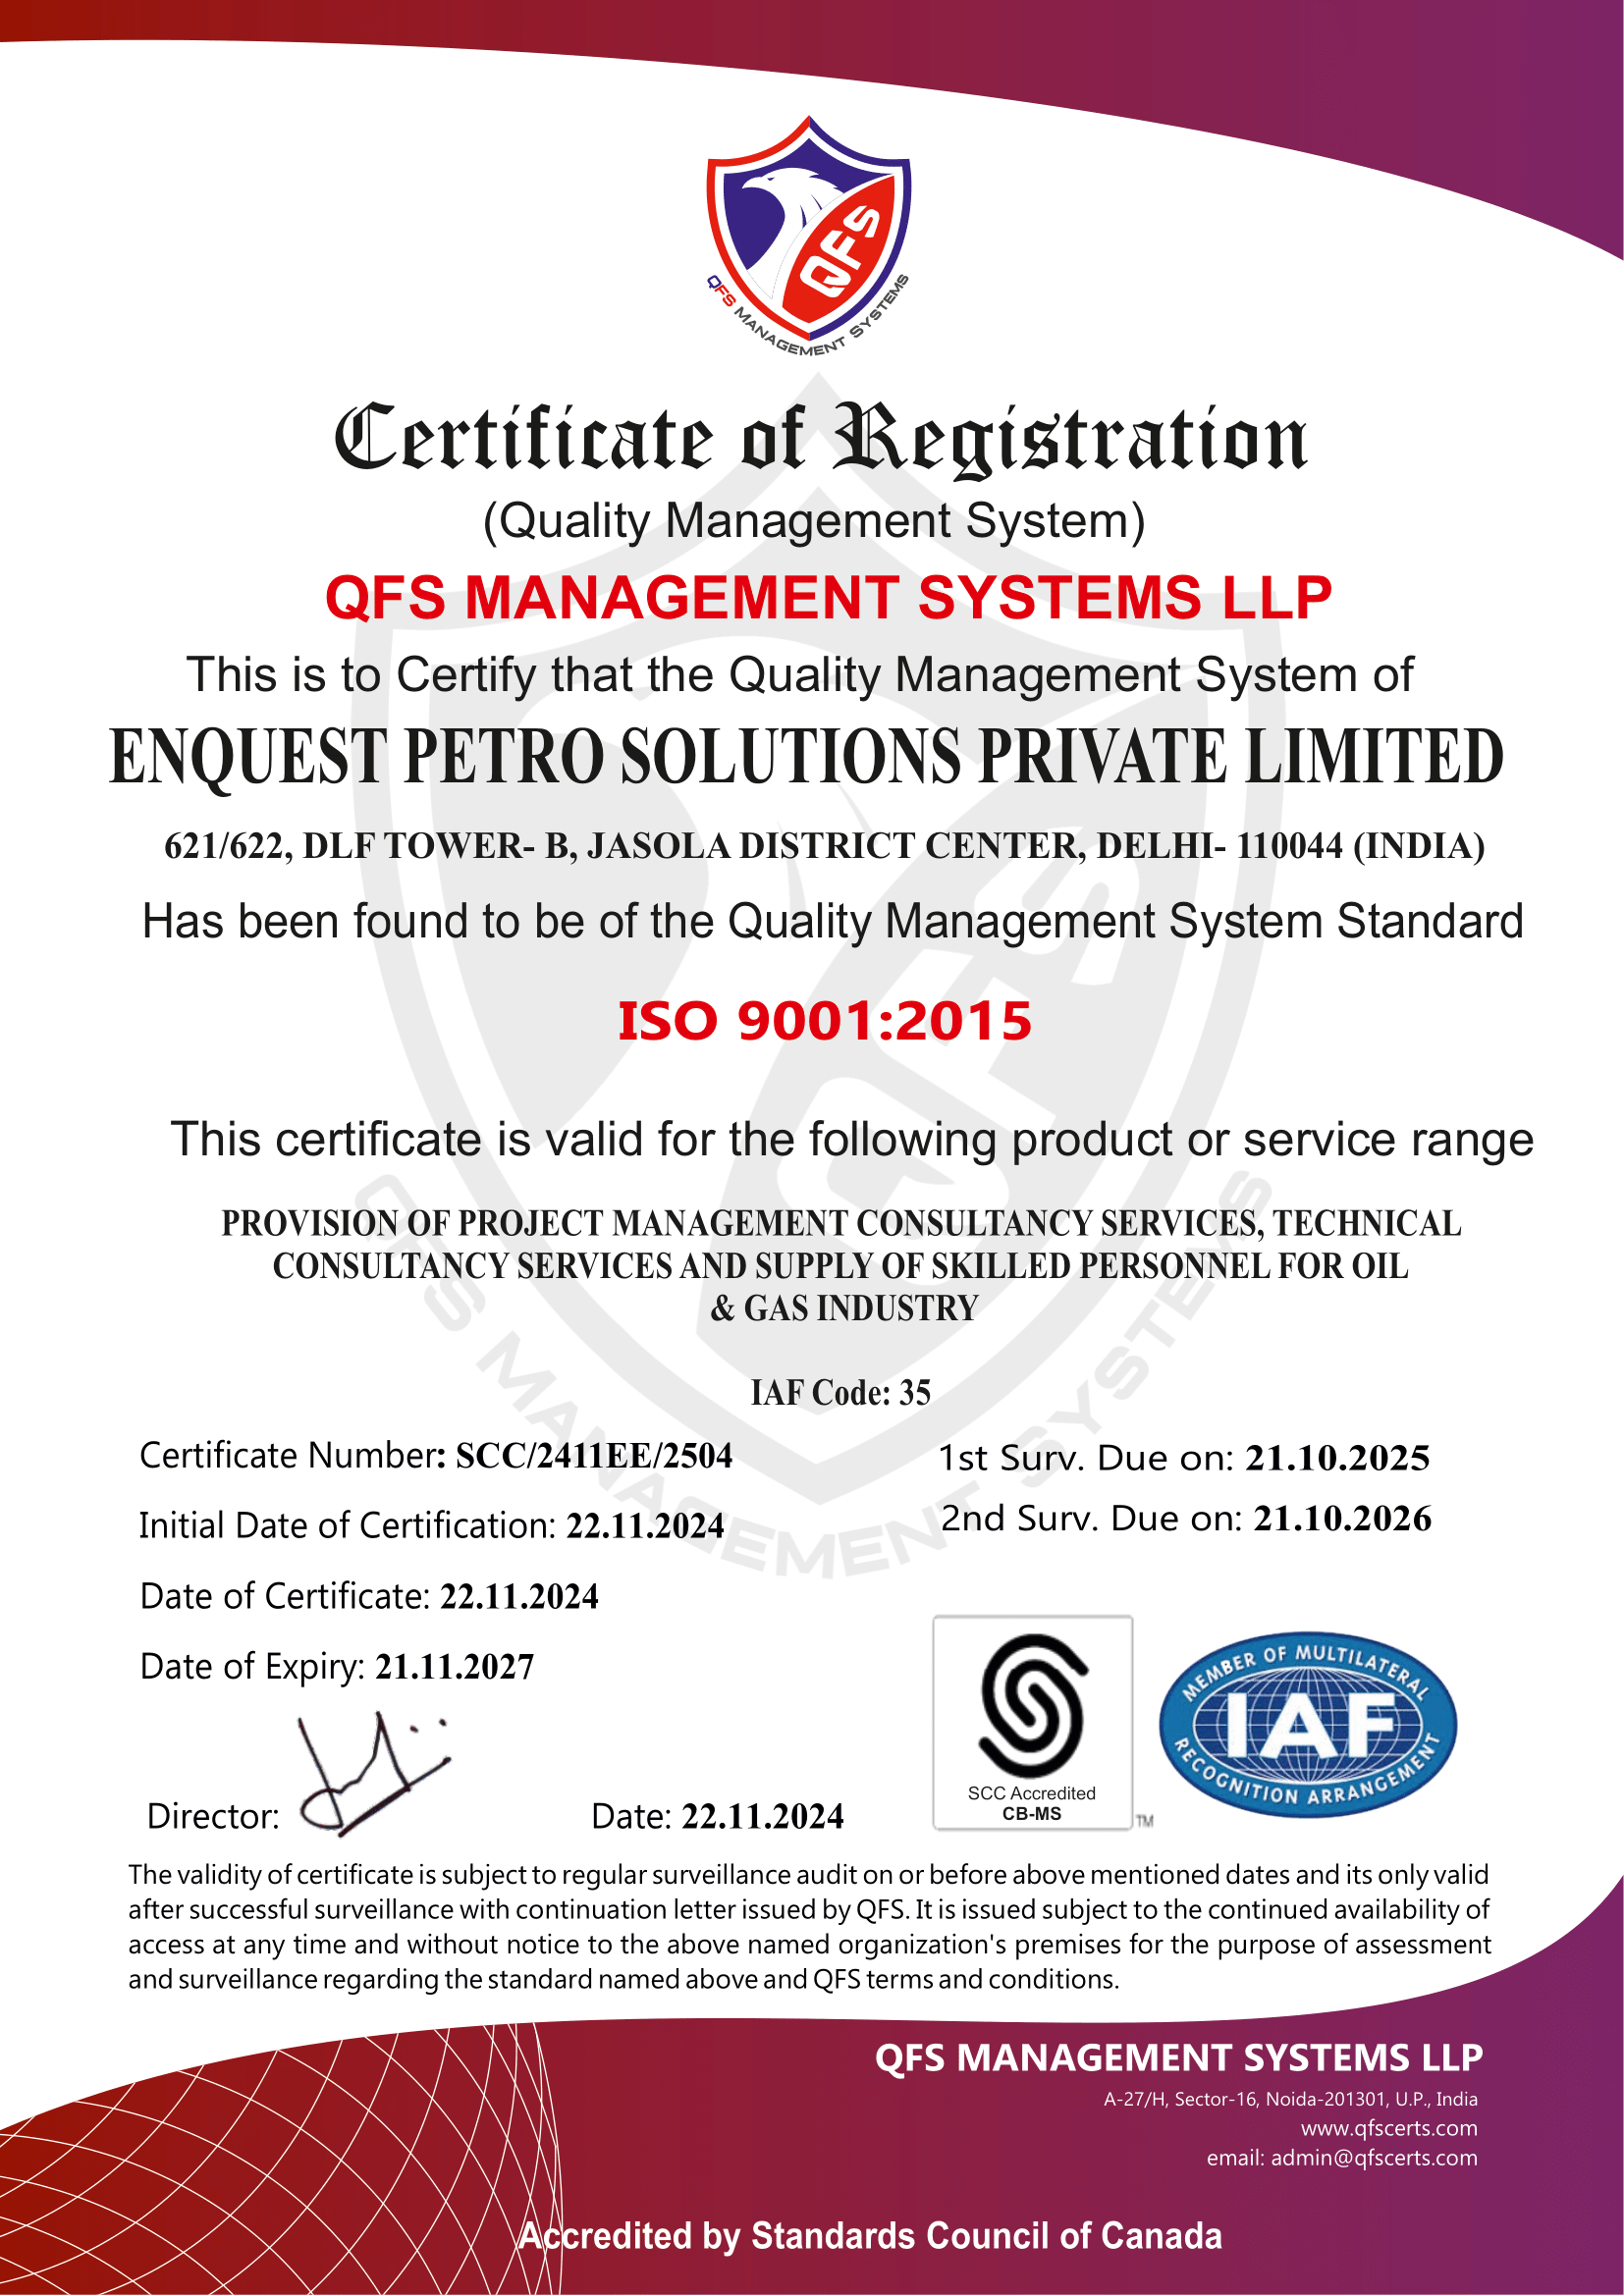 QFS
QFS MANAGEMENT SYSTEMS
Certificate of Registration
(Quality Management System)
QFS MANAGEMENT SYSTEMS LLP
This is to Certify that the Quality Management System of
ENQUEST PETRO SOLUTIONS PRIVATE LIMITED
621/622, DLF TOWER- B, JASOLA DISTRICT CENTER, DELHI- 110044 (INDIA)
Has been found to be of the Quality Management System Standard
ISO 9001:2015
This certificate is valid for the following product or service range
PROVISION OF PROJECT MANAGEMENT CONSULTANCY SERVICES, TECHNICAL
CONSULTANCY SERVICES AND SUPPLY OF SKILLED PERSONNEL FOR OIL
& GAS INDUSTRY
IAF Code: 35
QFS
QFS MANAGEMENT SYSTEMS
Certificate Number: SCC/2411EE/2504
1st Surv. Due on: 21.10.2025
Initial Date of Certification: 22.11.2024
2nd Surv. Due on: 21.10.2026
Date of Certificate: 22.11.2024
Date of Expiry: 21.11.2027
Director:
Date: 22.11.2024
SCC Accredited
CB-MS
TM
MEMBER OF MULTILATERAL
IAF
RECOGNITION ARRANGEMENT
The validity of certificate is subject to regular surveillance audit on or before above mentioned dates and its only valid
after successful surveillance with continuation letter issued by QFS. It is issued subject to the continued availability of
access at any time and without notice to the above named organization's premises for the purpose of assessment
and surveillance regarding the standard named above and QFS terms and conditions.
QFS MANAGEMENT SYSTEMS LLP
A-27/H, Sector-16, Noida-201301, U.P., India
www.qfscerts.com
email: admin@qfscerts.com
Accredited by Standards Council of Canada